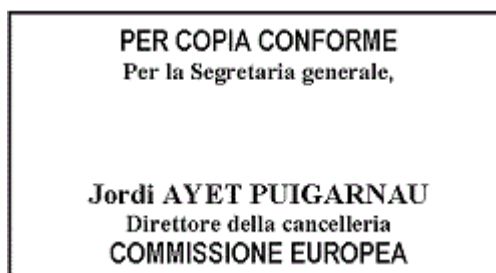 PER COPIA CONFORME
Per la Segretaria generale,
Jordi AYET PUIGARNAU
Direttore della cancelleria
COMMISSIONE EUROPEA